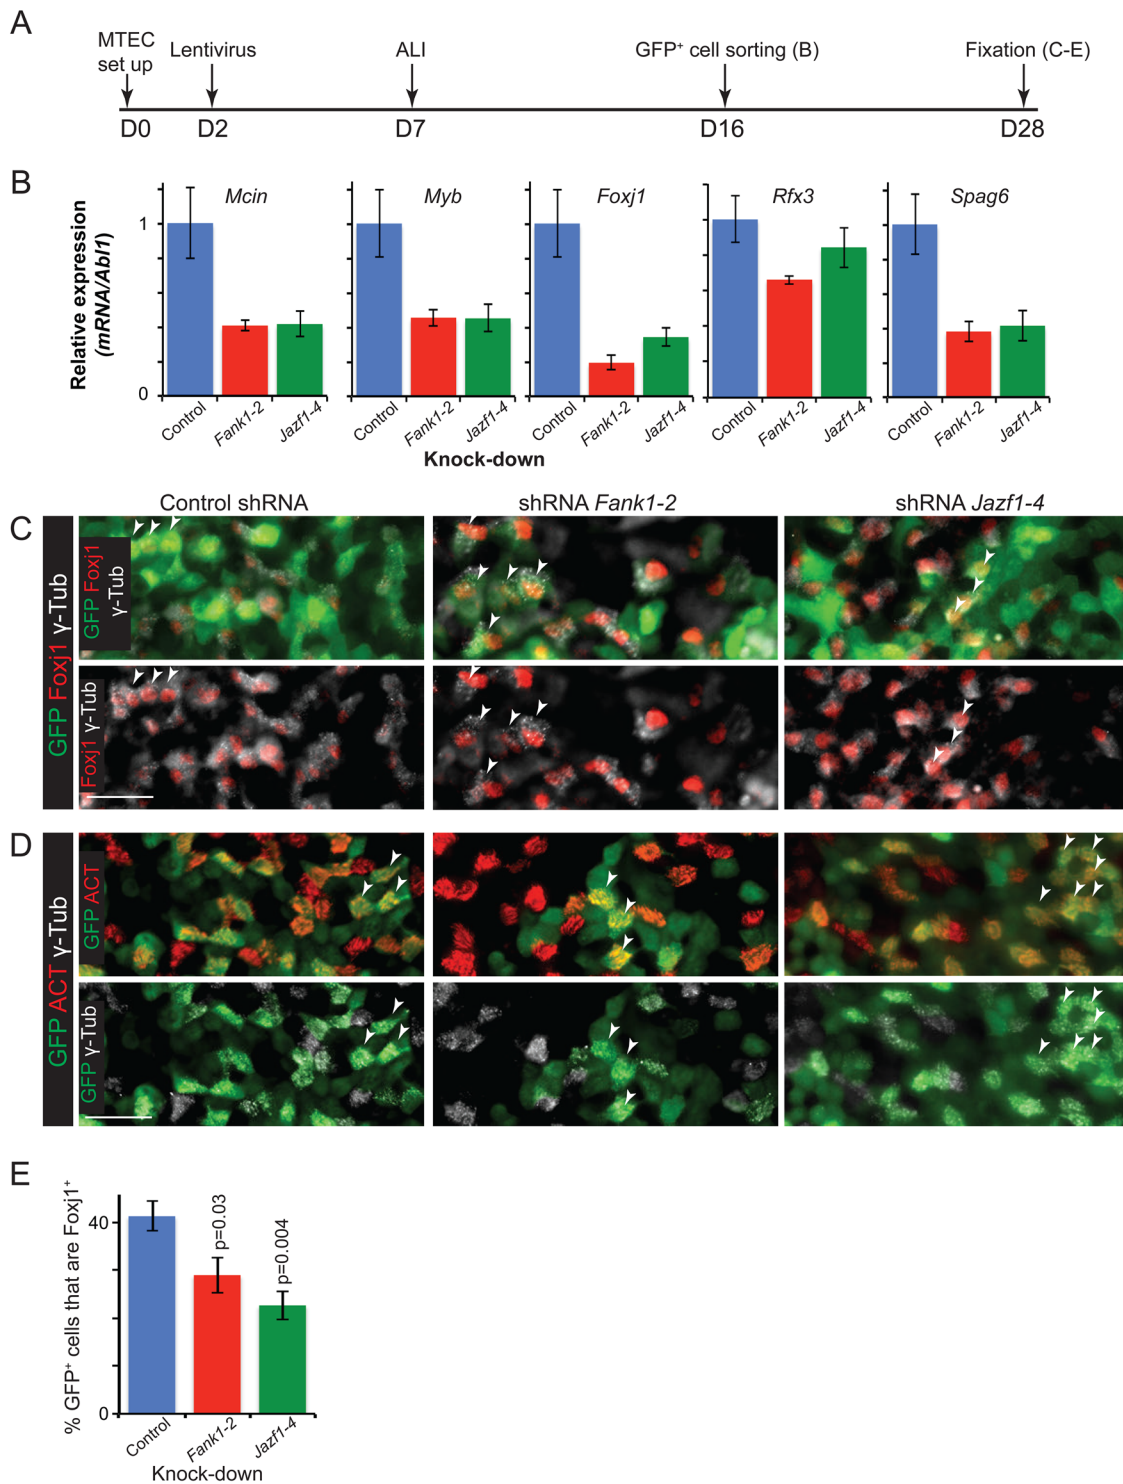 A
MTEC
set up
Lentivirus
ALI
GFP⁺ cell sorting (B)
Fixation (C-E)
D0
D2
D7
D16
D28
B
Relative expression
(mRNA/Abl1)
1
0
Mcin
Control
Fank1-2
Jazf1-4
Myb
Control
Fank1-2
Jazf1-4
Foxj1
Control
Fank1-2
Jazf1-4
Rfx3
Control
Fank1-2
Jazf1-4
Spag6
Control
Fank1-2
Jazf1-4
Knock-down
Control shRNA
shRNA Fank1-2
shRNA Jazf1-4
C
GFP Foxj1 γ-Tub
GFP Foxj1
γ-Tub
Foxj1 γ-Tub
D
GFP ACT γ-Tub
GFP ACT
GFP γ-Tub
E
% GFP⁺ cells that are Foxj1⁺
40
0
p=0.03
p=0.004
Control
Fank1-2
Jazf1-4
Knock-down